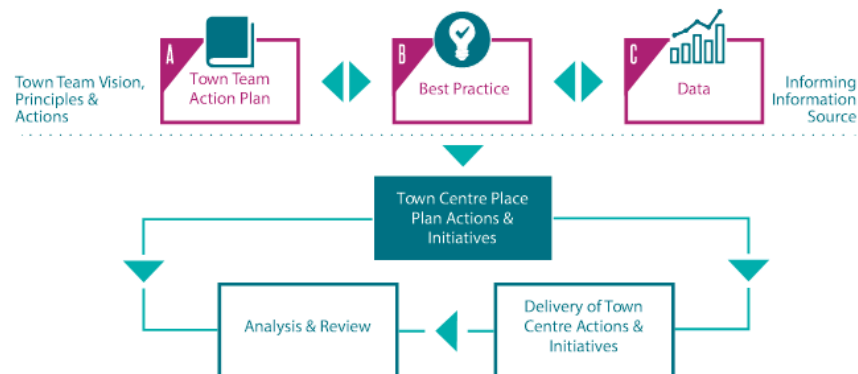 A
Town Team
Action Plan
B
Best Practice
C
Data
Town Team Vision,
Principles &
Actions
Informing
Information
Source
Town Centre Place
Plan Actions &
Initiatives
Analysis & Review
Delivery of Town
Centre Actions &
Initiatives